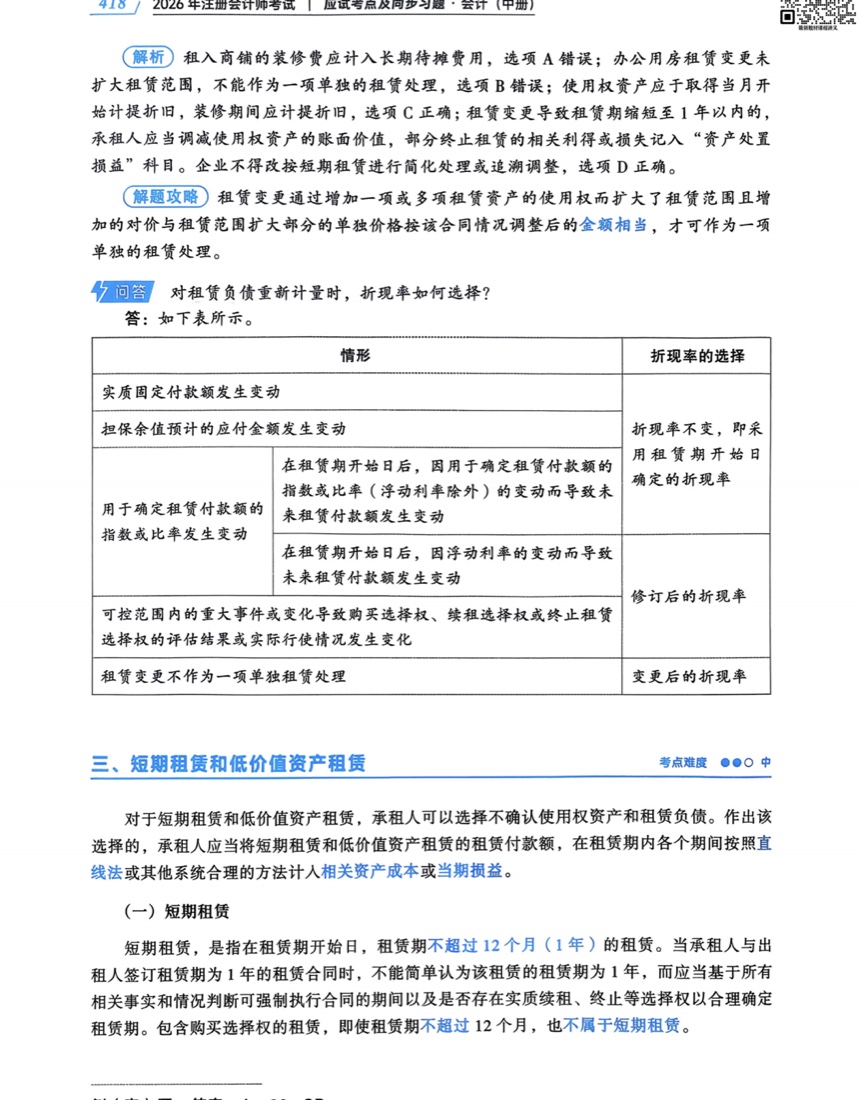 418 2026 年注册会计师考试 | 应试考点及同步习题·会计（中册）
解析 租入商铺的装修费应计入长期待摊费用，选项 A 错误；办公用房租赁变更未
扩大租赁范围，不能作为一项单独的租赁处理，选项 B 错误；使用权资产应于取得当月开
始计提折旧，装修期间应计提折旧，选项 C 正确；租赁变更导致租赁期缩短至 1 年以内的，
承租人应当调减使用权资产的账面价值，部分终止租赁的相关利得或损失记入“资产处置
损益”科目。企业不得改按短期租赁进行简化处理或追溯调整，选项 D 正确。
解题攻略 租赁变更通过增加一项或多项租赁资产的使用权而扩大了租赁范围且增
加的对价与租赁范围扩大部分的单独价格按该合同情况调整后的金额相当，才可作为一项
单独的租赁处理。
问答 对租赁负债重新计量时，折现率如何选择？
答：如下表所示。
情形 折现率的选择
实质固定付款额发生变动
担保余值预计的应付金额发生变动
用于确定租赁付款额的
指数或比率发生变动
在租赁期开始日后，因用于确定租赁付款额的
指数或比率（浮动利率除外）的变动而导致未
来租赁付款额发生变动
折现率不变，即采
用租赁期开始日
确定的折现率
在租赁期开始日后，因浮动利率的变动而导致
未来租赁付款额发生变动
可控范围内的重大事件或变化导致购买选择权、续租选择权或终止租赁
选择权的评估结果或实际行使情况发生变化
修订后的折现率
租赁变更不作为一项单独租赁处理 变更后的折现率
三、短期租赁和低价值资产租赁 考点难度 ●●○ 中
对于短期租赁和低价值资产租赁，承租人可以选择不确认使用权资产和租赁负债。作出该
选择的，承租人应当将短期租赁和低价值资产租赁的租赁付款额，在租赁期内各个期间按照直
线法或其他系统合理的方法计入相关资产成本或当期损益。
（一）短期租赁
短期租赁，是指在租赁期开始日，租赁期不超过 12 个月（1 年）的租赁。当承租人与出
租人签订租赁期为 1 年的租赁合同时，不能简单认为该租赁的租赁期为 1 年，而应当基于所有
相关事实和情况判断可强制执行合同的期间以及是否存在实质续租、终止等选择权以合理确定
租赁期。包含购买选择权的租赁，即使租赁期不超过 12 个月，也不属于短期租赁。